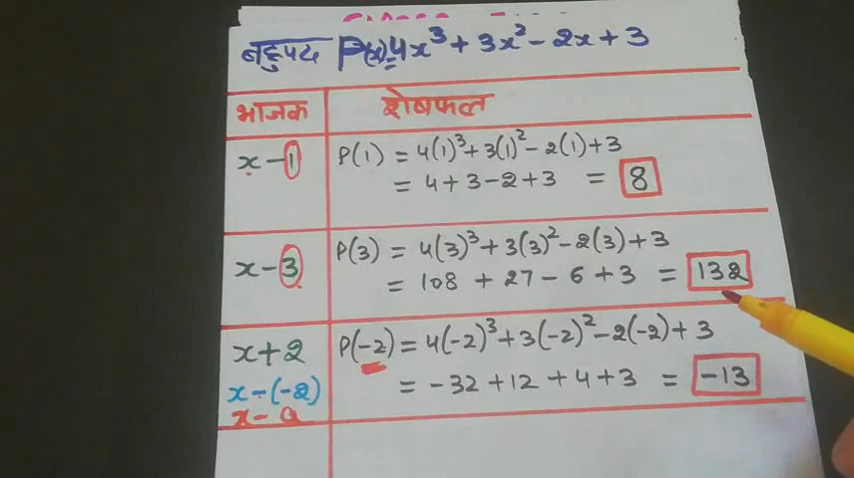 बहुपद P(x)=4x³ + 3x² - 2x + 3
भाजक शेषफल
x - 1 P(1) = 4(1)³ + 3(1)² - 2(1) + 3
= 4 + 3 - 2 + 3 = 8
x - 3 P(3) = 4(3)³ + 3(3)² - 2(3) + 3
= 108 + 27 - 6 + 3 = 132
x + 2 P(-2) = 4(-2)³ + 3(-2)² - 2(-2) + 3
x - (-2) = -32 + 12 + 4 + 3 = -13
x - a